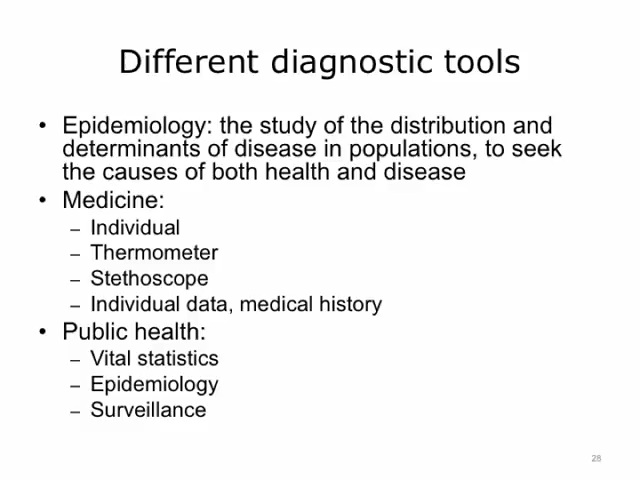 Different diagnostic tools
• Epidemiology: the study of the distribution and
determinants of disease in populations, to seek
the causes of both health and disease
• Medicine:
– Individual
– Thermometer
– Stethoscope
– Individual data, medical history
• Public health:
– Vital statistics
– Epidemiology
– Surveillance
28